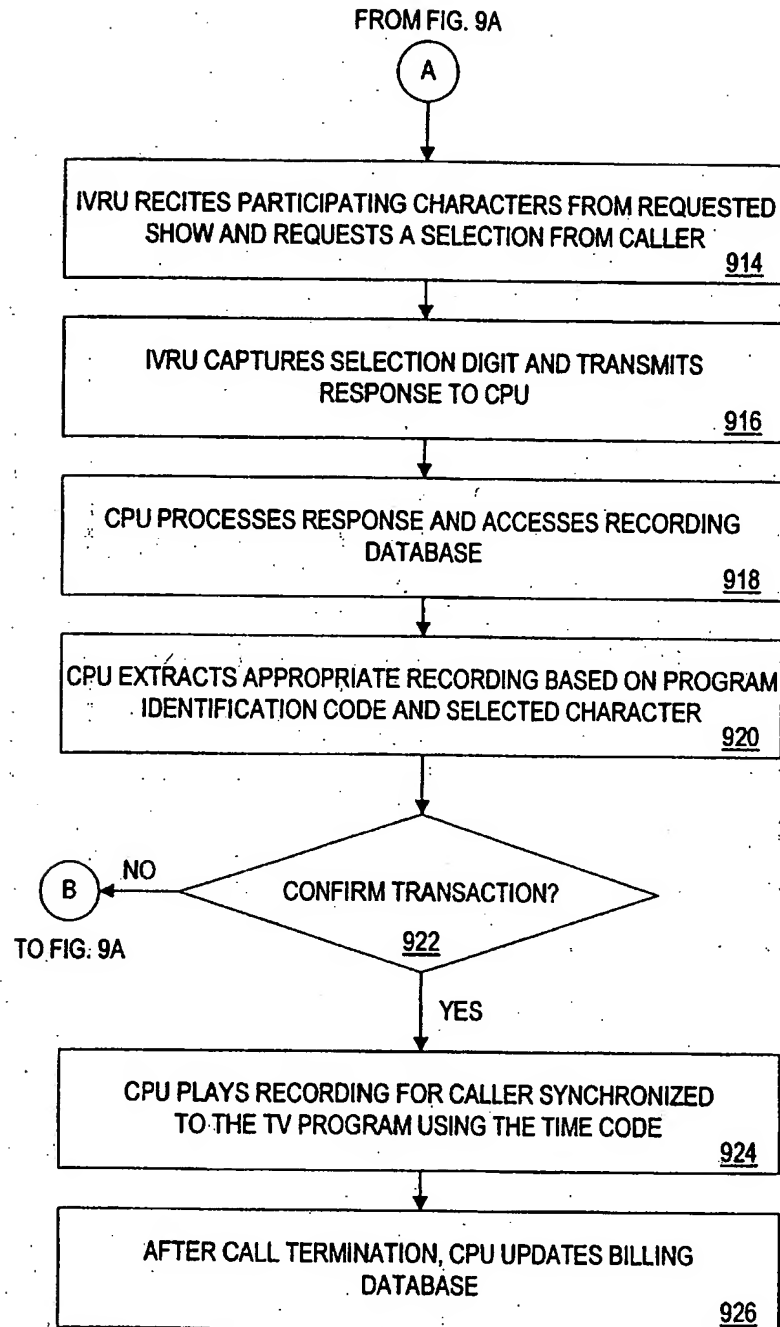 FROM FIG. 9A
A
IVRU RECITES PARTICIPATING CHARACTERS FROM REQUESTED
SHOW AND REQUESTS A SELECTION FROM CALLER
914
IVRU CAPTURES SELECTION DIGIT AND TRANSMITS
RESPONSE TO CPU
916
CPU PROCESSES RESPONSE AND ACCESSES RECORDING
DATABASE
918
CPU EXTRACTS APPROPRIATE RECORDING BASED ON PROGRAM
IDENTIFICATION CODE AND SELECTED CHARACTER
920
B
NO
CONFIRM TRANSACTION?
922
TO FIG. 9A
YES
CPU PLAYS RECORDING FOR CALLER SYNCHRONIZED
TO THE TV PROGRAM USING THE TIME CODE
924
AFTER CALL TERMINATION, CPU UPDATES BILLING
DATABASE
926